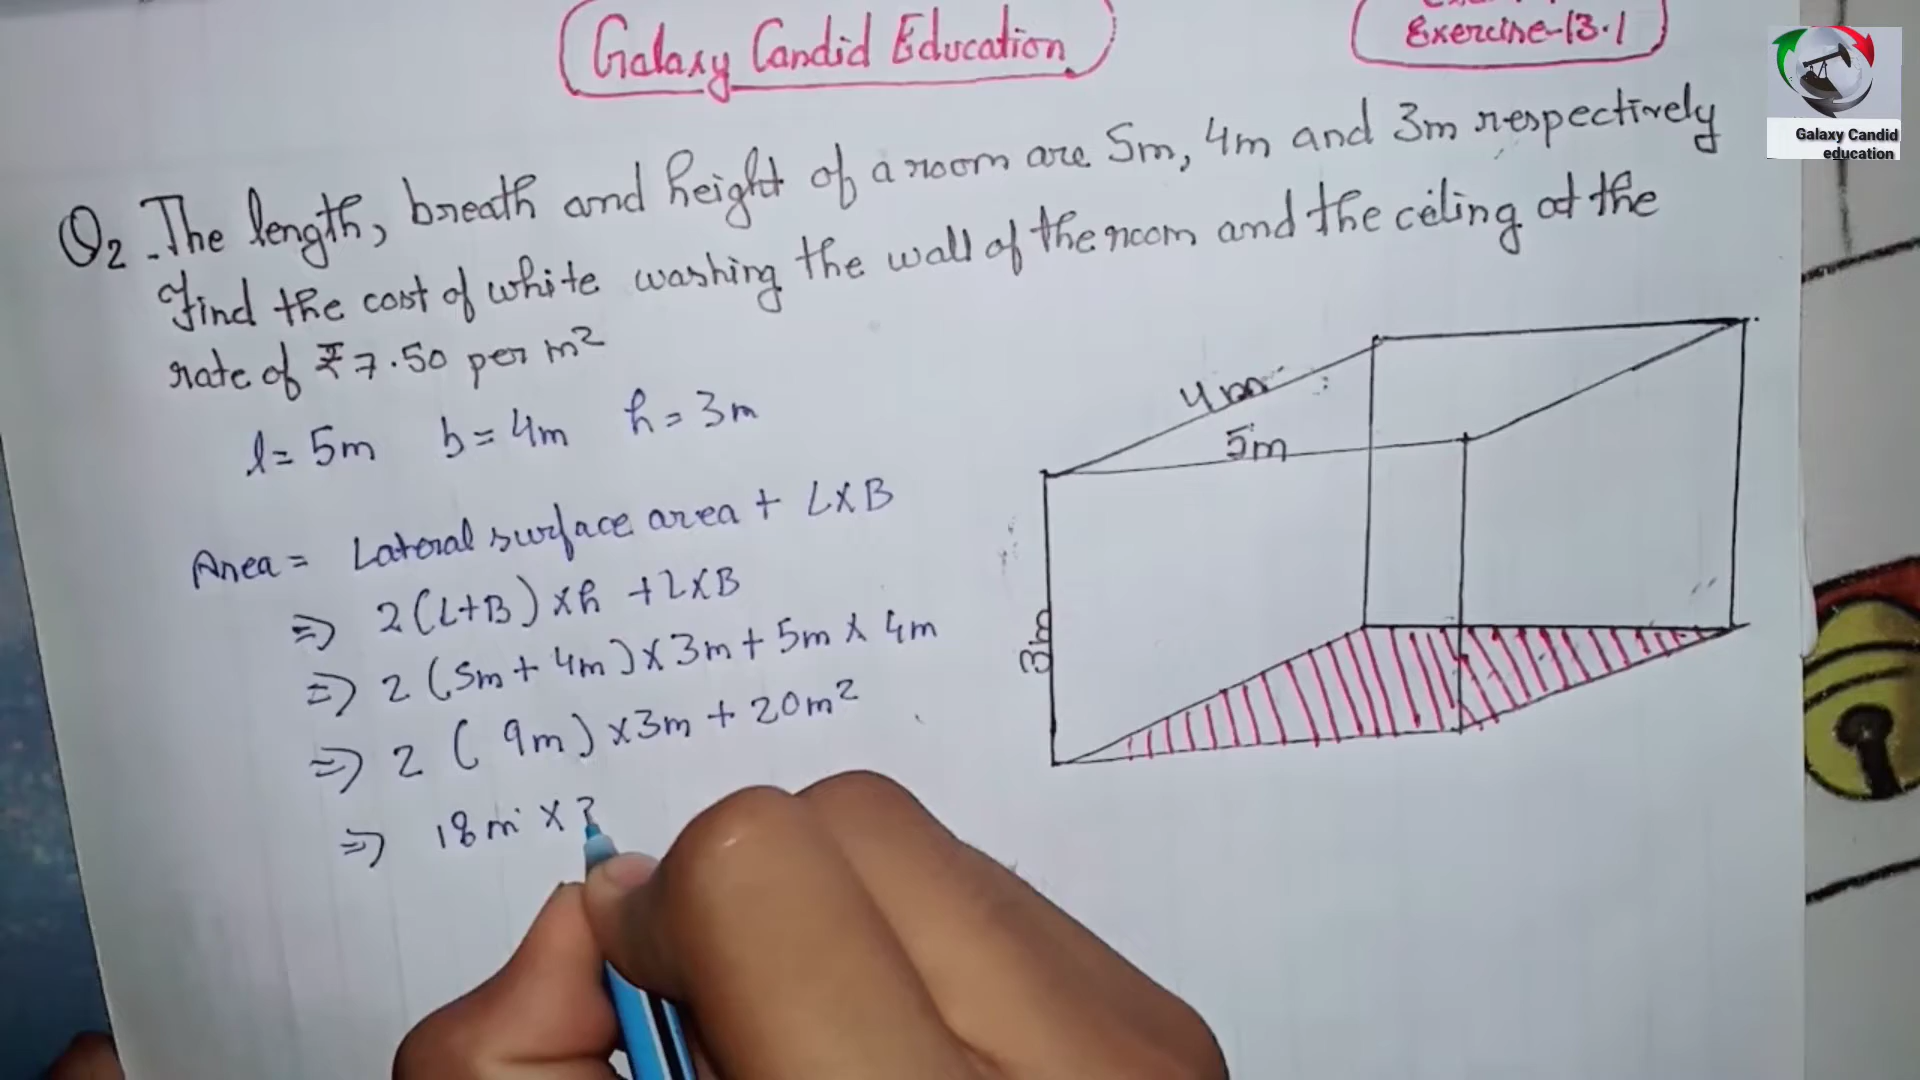 Galaxy Candid Education
Exercise-13.1
Galaxy Candid
education
Q2. The length, breath and height of a room are 5m, 4m and 3m respectively
Find the cost of white washing the wall of the room and the ceiling at the
rate of ₹7.50 per m²
l = 5m b = 4m h = 3m
Area = Lateral surface area + L×B
⇒ 2(L+B)×h + L×B
⇒ 2(5m + 4m)×3m + 5m × 4m
⇒ 2 ( 9m ) ×3m + 20m²
⇒ 18m ×
4m
5m
3m